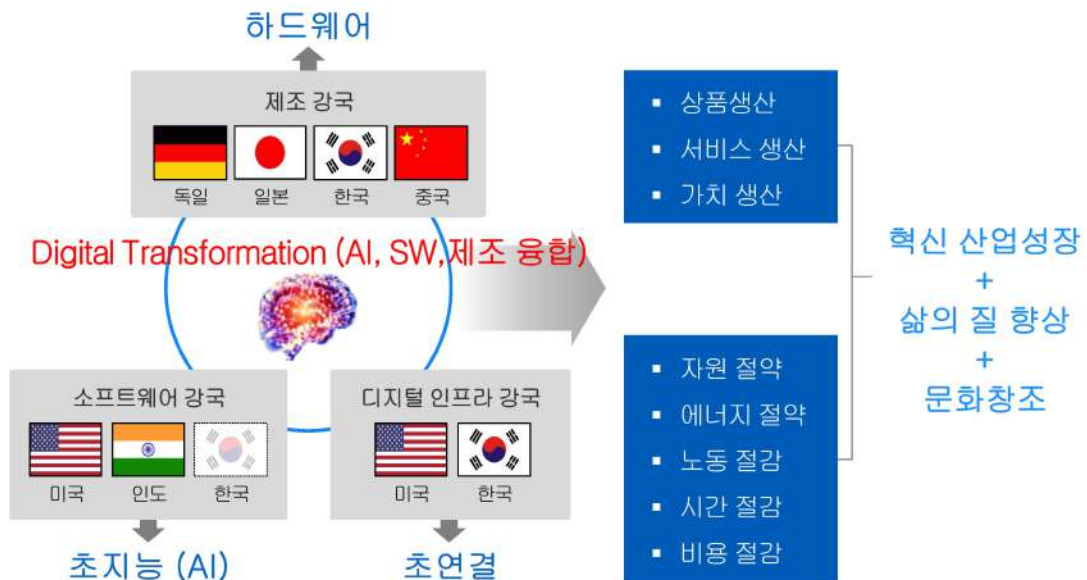 하드웨어
제조 강국
독일 일본 한국 중국
Digital Transformation (AI, SW,제조 융합)
소프트웨어 강국
미국 인도 한국
초지능 (AI)
디지털 인프라 강국
미국 한국
초연결
▪ 상품생산
▪ 서비스 생산
▪ 가치 생산
▪ 자원 절약
▪ 에너지 절약
▪ 노동 절감
▪ 시간 절감
▪ 비용 절감
혁신 산업성장
+
삶의 질 향상
+
문화창조